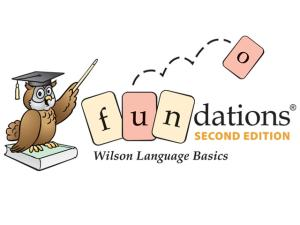 o
fundations®
SECOND EDITION
Wilson Language Basics